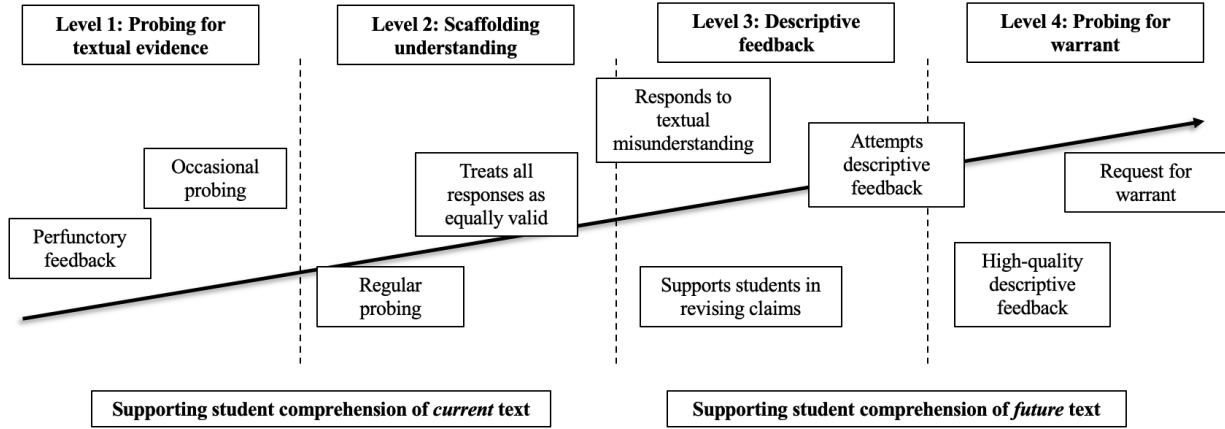 Level 1: Probing for
textual evidence
Level 2: Scaffolding
understanding
Level 3: Descriptive
feedback
Level 4: Probing for
warrant
Perfunctory
feedback
Occasional
probing
Regular
probing
Treats all
responses as
equally valid
Responds to
textual
misunderstanding
Supports students in
revising claims
Attempts
descriptive
feedback
High-quality
descriptive
feedback
Request for
warrant
Supporting student comprehension of current text
Supporting student comprehension of future text